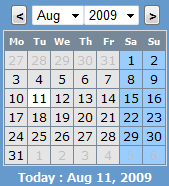 < Aug 2009 >
Mo Tu We Th Fr Sa Su
27 28 29 30 31 1 2
3 4 5 6 7 8 9
10 11 12 13 14 15 16
17 18 19 20 21 22 23
24 25 26 27 28 29 30
31 1 2 3 4 5 6
Today : Aug 11, 2009